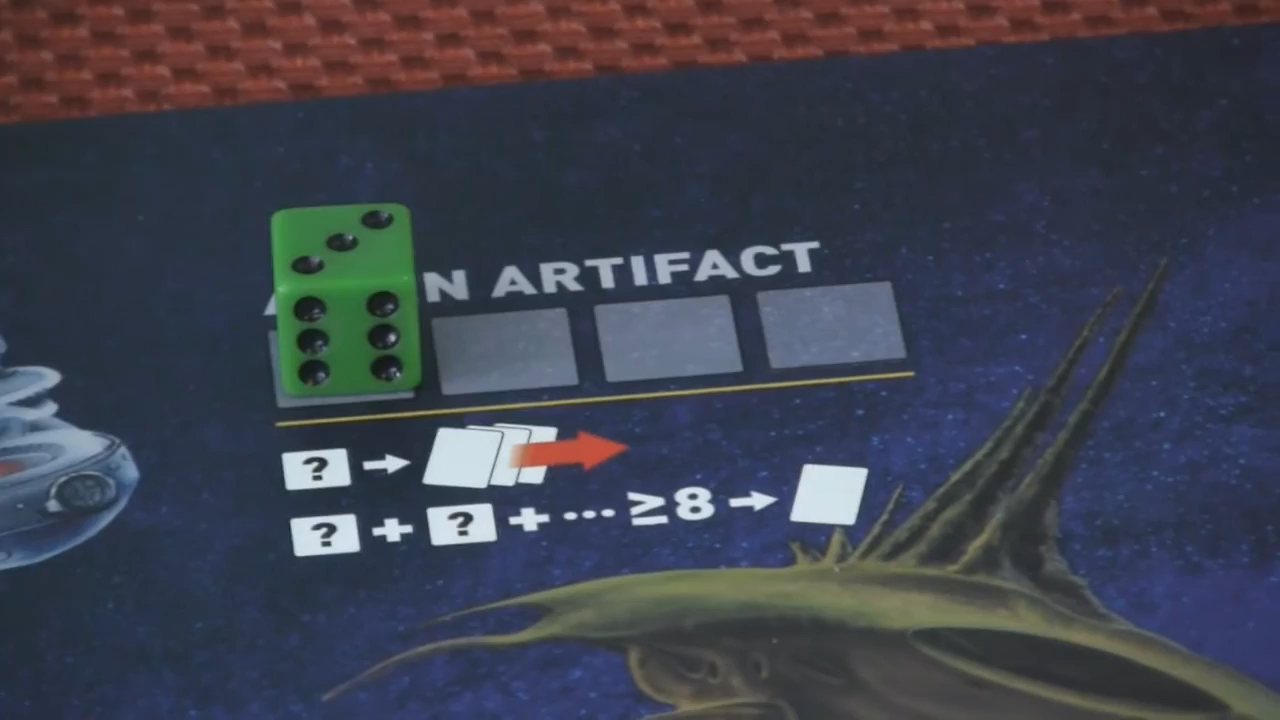 N ARTIFACT
?
? + ? + ... ≥8